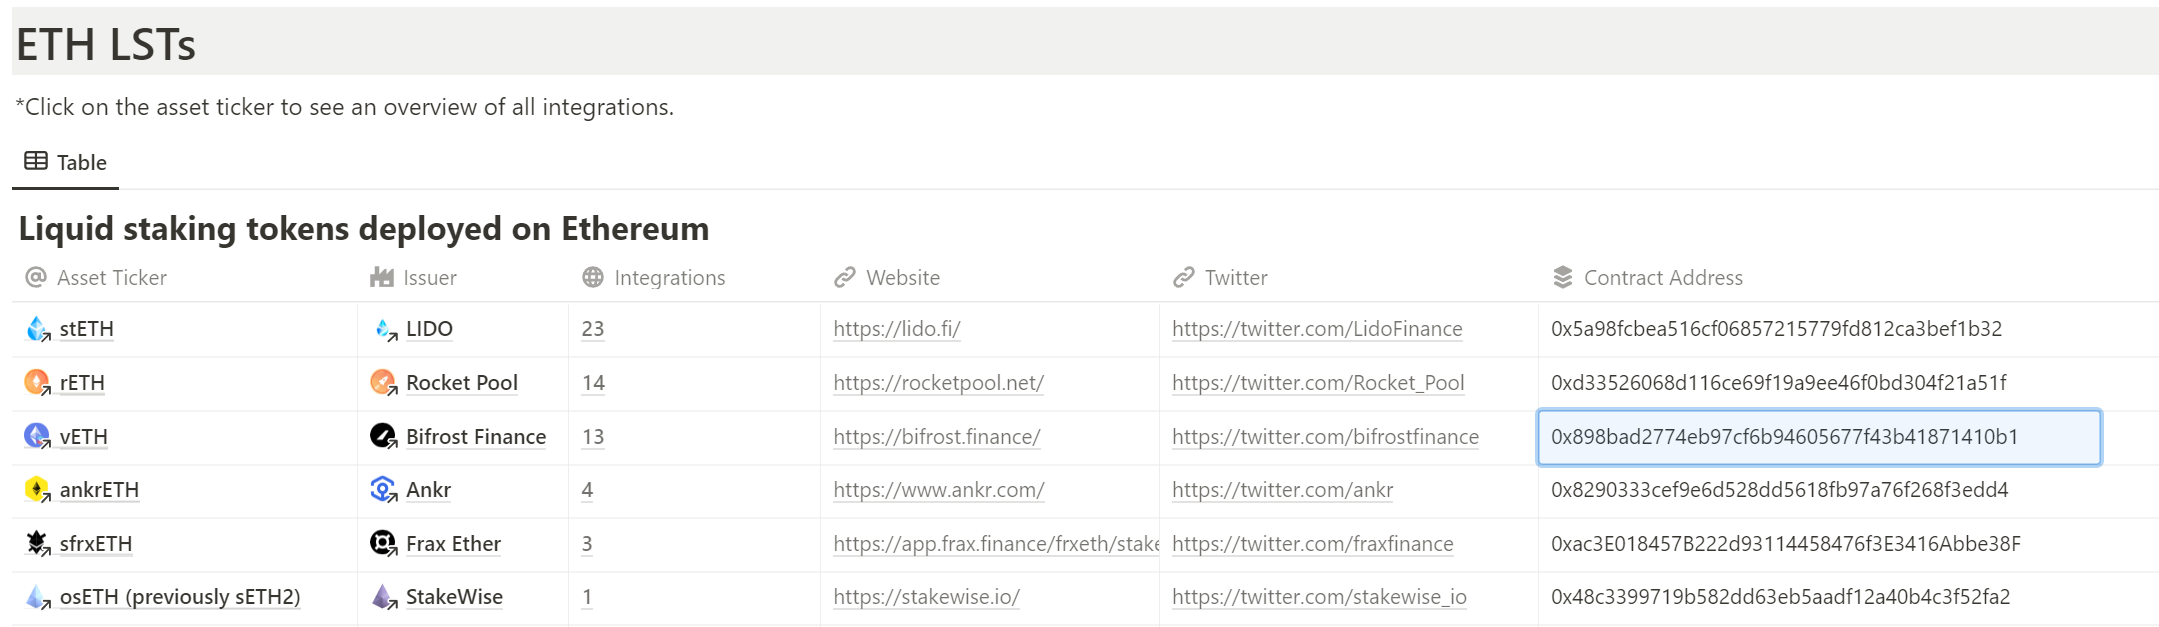 ETH LSTs
*Click on the asset ticker to see an overview of all integrations.
Table
Liquid staking tokens deployed on Ethereum
Asset Ticker Issuer Integrations Website Twitter Contract Address
stETH LIDO 23 https://lido.fi/ https://twitter.com/LidoFinance 0x5a98fcbea516cf06857215779fd812ca3bef1b32
rETH Rocket Pool 14 https://rocketpool.net/ https://twitter.com/Rocket_Pool 0xd33526068d116ce69f19a9ee46f0bd304f21a51f
vETH Bifrost Finance 13 https://bifrost.finance/ https://twitter.com/bifrostfinance 0x898bad2774eb97cf6b94605677f43b41871410b1
ankrETH Ankr 4 https://www.ankr.com/ https://twitter.com/ankr 0x8290333cef9e6d528dd5618fb97a76f268f3edd4
sfrxETH Frax Ether 3 https://app.frax.finance/frxeth/stake https://twitter.com/fraxfinance 0xac3E018457B222d93114458476f3E3416Abbe38F
osETH (previously sETH2) StakeWise 1 https://stakewise.io/ https://twitter.com/stakewise_io 0x48c3399719b582dd63eb5aadf12a40b4c3f52fa2